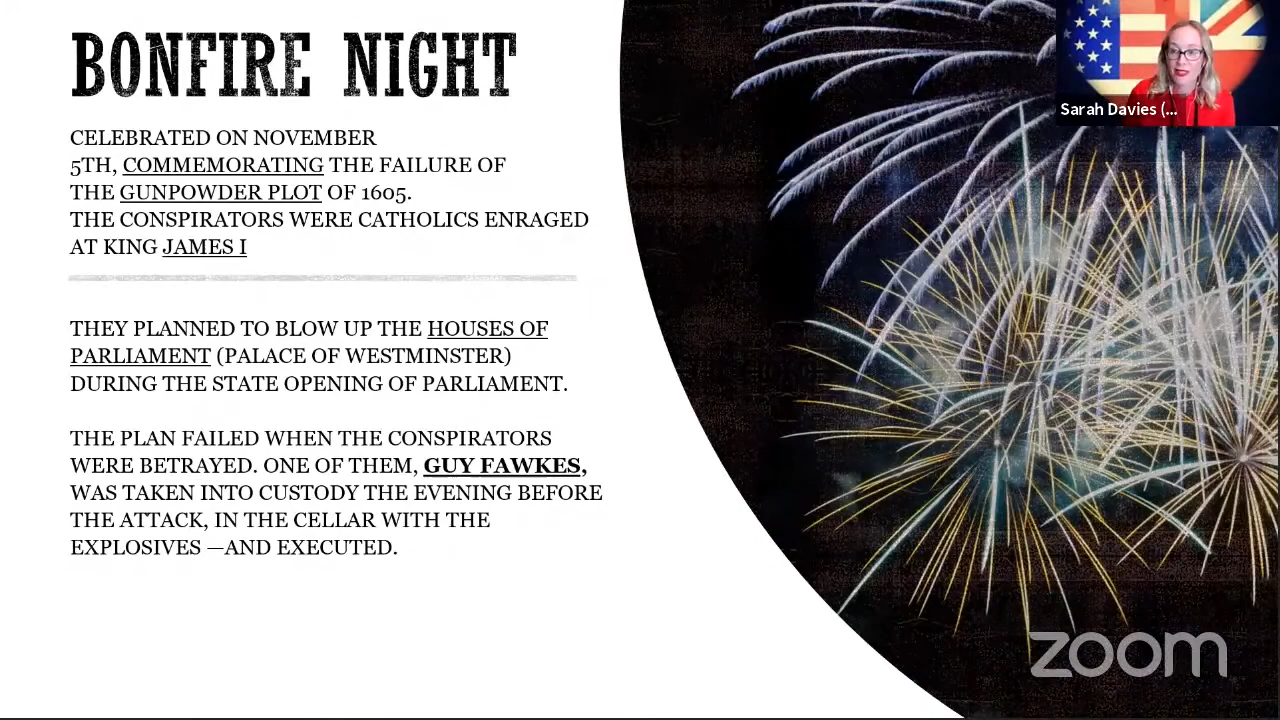 BONFIRE NIGHT
CELEBRATED ON NOVEMBER
5TH, COMMEMORATING THE FAILURE OF
THE GUNPOWDER PLOT OF 1605.
THE CONSPIRATORS WERE CATHOLICS ENRAGED
AT KING JAMES I
THEY PLANNED TO BLOW UP THE HOUSES OF
PARLIAMENT (PALACE OF WESTMINSTER)
DURING THE STATE OPENING OF PARLIAMENT.
THE PLAN FAILED WHEN THE CONSPIRATORS
WERE BETRAYED. ONE OF THEM, GUY FAWKES,
WAS TAKEN INTO CUSTODY THE EVENING BEFORE
THE ATTACK, IN THE CELLAR WITH THE
EXPLOSIVES —AND EXECUTED.
Sarah Davies (...
zoom